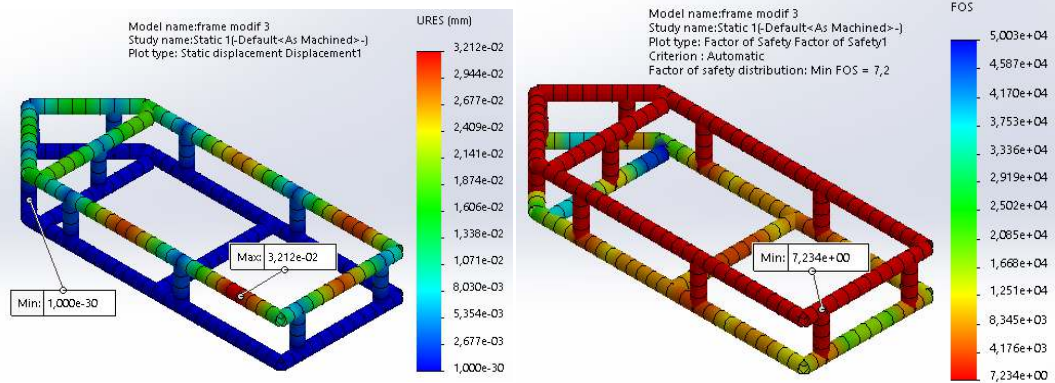 Model name:frame modif 3
Study name:Static 1(-Default<As Machined>-)
Plot type: Static displacement Displacement1
URES (mm)
3,212e-02
2,944e-02
2,677e-02
2,409e-02
2,141e-02
1,874e-02
1,606e-02
1,338e-02
1,071e-02
8,030e-03
5,354e-03
2,677e-03
1,000e-30
Max: 3,212e-02
Min: 1,000e-30
Model name:frame modif 3
Study name:Static 1(-Default<As Machined>-)
Plot type: Factor of Safety Factor of Safety1
Criterion : Automatic
Factor of safety distribution: Min FOS = 7,2
FOS
5,003e+04
4,587e+04
4,170e+04
3,753e+04
3,336e+04
2,919e+04
2,502e+04
2,085e+04
1,668e+04
1,251e+04
8,345e+03
4,176e+03
7,234e+00
Min: 7,234e+00